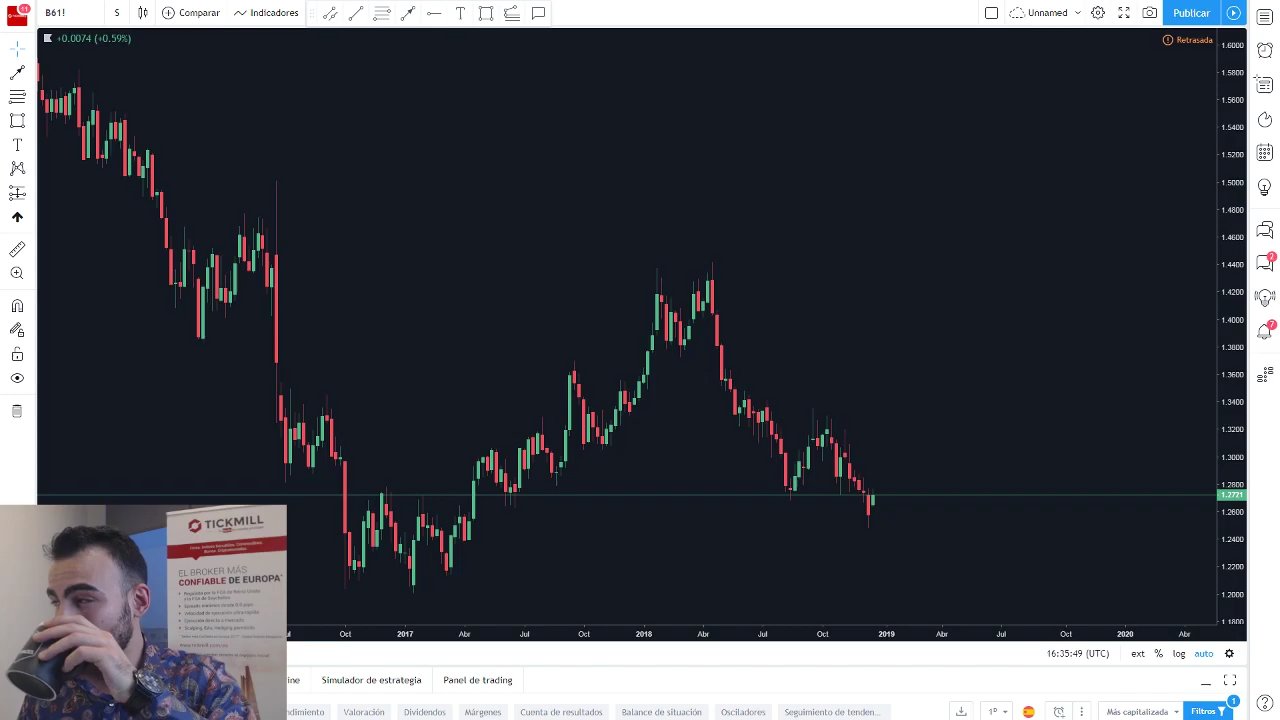 11
B61!
S
Comparar
Indicadores
Unnamed
Publicar
+0.0074 (+0.59%)
Retrasada
1.6000
1.5800
1.5600
1.5400
1.5200
1.5000
1.4800
1.4600
1.4400
1.4200
1.4000
1.3800
1.3600
1.3400
1.3200
1.3000
1.2800
1.2721
1.2600
1.2400
1.2200
1.2000
1.1800
2
7
Oct
2017
Abr
Jul
Oct
2018
Abr
Jul
Oct
2019
Abr
Jul
Oct
2020
Abr
16:35:49 (UTC)
ext
%
log
auto
TICKMILL
EL BROKER MÁS
CONFIABLE DE EUROPA*
Simulador de estrategia
Panel de trading
Valoración
Dividendos
Márgenes
Cuenta de resultados
Balance de situación
Osciladores
Seguimiento de tenden...
1º
Más capitalizada
Filtros
1